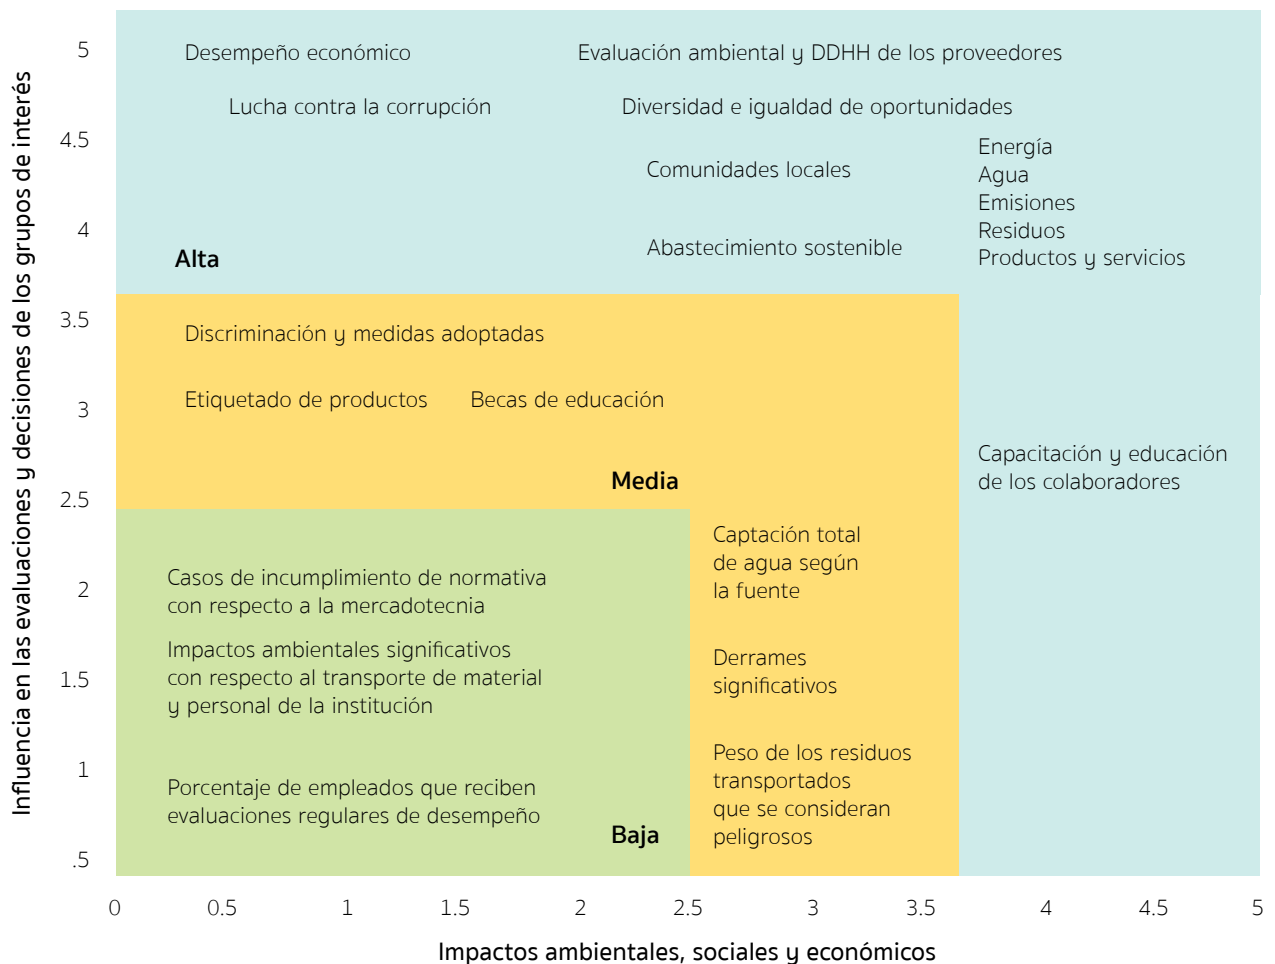 Influencia en las evaluaciones y decisiones de los grupos de interés
5
4.5
4
3.5
3
2.5
2
1.5
1
.5
Desempeño económico
Evaluación ambiental y DDHH de los proveedores
Lucha contra la corrupción
Diversidad e igualdad de oportunidades
Comunidades locales
Energía
Agua
Emisiones
Residuos
Productos y servicios
Abastecimiento sostenible
Alta
Discriminación y medidas adoptadas
Etiquetado de productos
Becas de educación
Media
Capacitación y educación
de los colaboradores
Captación total
de agua según
la fuente
Derrames
significativos
Peso de los residuos
transportados
que se consideran
peligrosos
Casos de incumplimiento de normativa
con respecto a la mercadotecnia
Impactos ambientales significativos
con respecto al transporte de material
y personal de la institución
Porcentaje de empleados que reciben
evaluaciones regulares de desempeño
Baja
0 0.5 1 1.5 2 2.5 3 3.5 4 4.5 5
Impactos ambientales, sociales y económicos